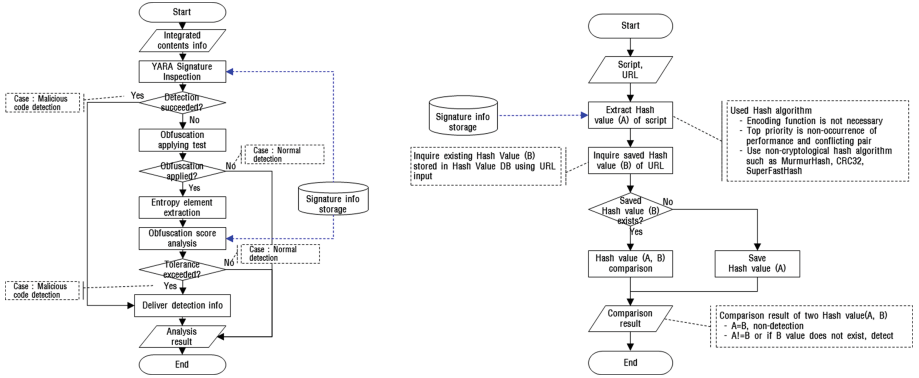 Start
Integrated
contents info
YARA Signature
Inspection
Case : Malicious
code detection
Yes
Detection
succeeded?
No
Obfuscation
applying test
Case : Normal
detection
Obfuscation
applied?
No
Yes
Entropy element
extraction
Signature info
storage
Obfuscation score
analysis
Case : Normal
detection
Tolerance
exceeded?
No
Case : Malicious
code detection
Yes
Deliver detection info
Analysis
result
End
Start
Script,
URL
Signature info
storage
Extract Hash
value (A) of script
Used Hash algorithm
- Encoding function is not necessary
- Top priority is non-occurrence of
performance and conflicting pair
- Use non-cryptological hash algorithm
such as MurmurHash, CRC32,
SuperFastHash
Inquire existing Hash Value (B)
stored in Hash Value DB using URL
input
Inquire saved Hash
value (B) of URL
Saved
Hash value (B)
exists?
No
Yes
Hash value (A, B)
comparison
Save
Hash value (A)
Comparison
result
Comparison result of two Hash value(A, B)
- A=B, non-detection
- A!=B or if B value does not exist, detect
End